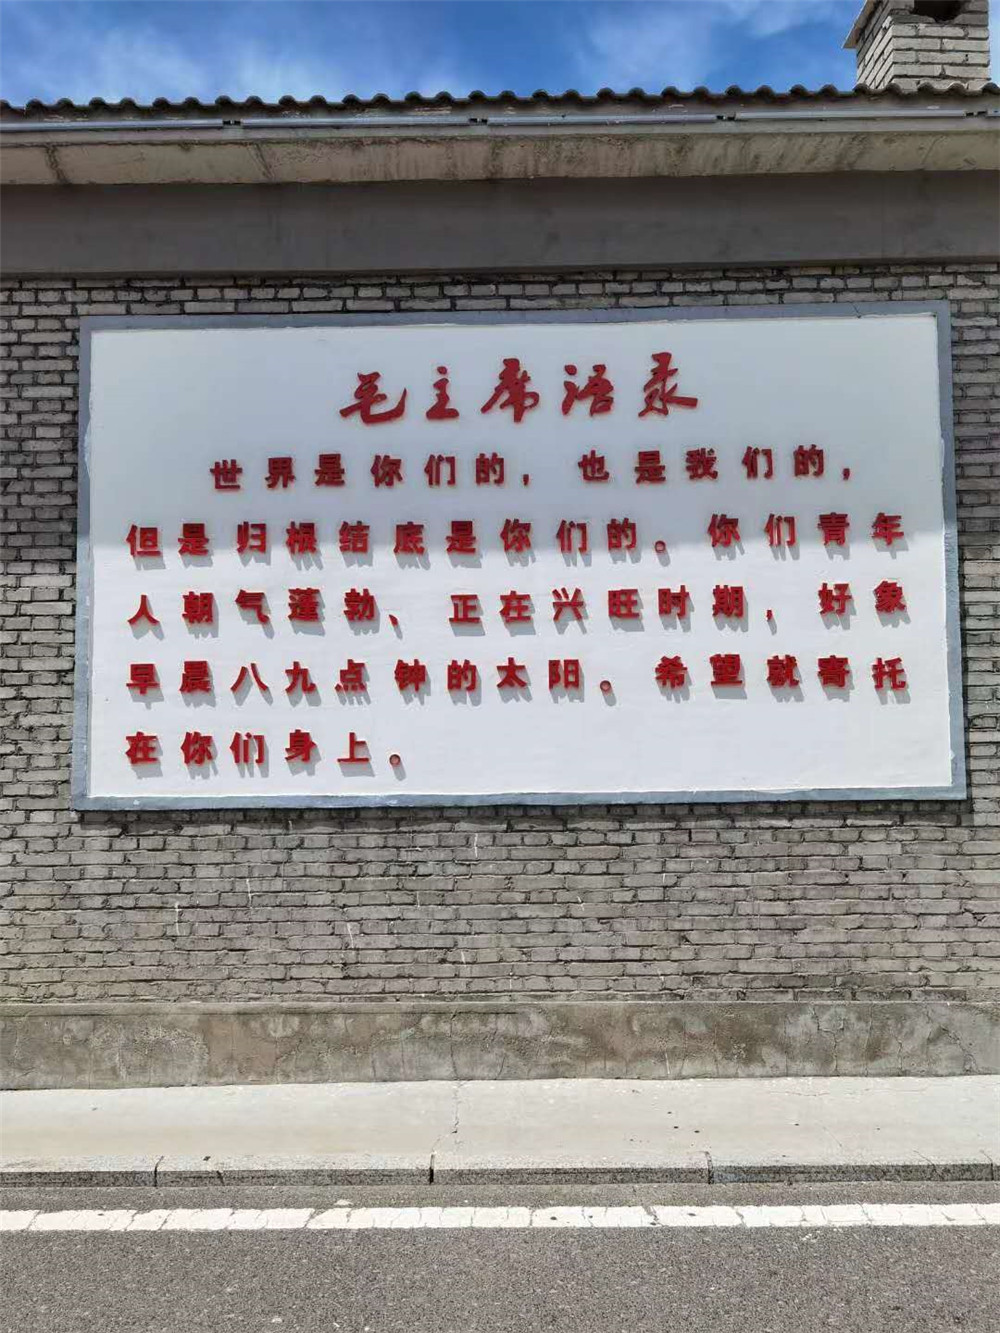 毛主席语录
世界是你们的，也是我们的，
但是归根结底是你们的。你们青年
人朝气蓬勃、正在兴旺时期，好象
早晨八九点钟的太阳。希望就寄托
在你们身上。